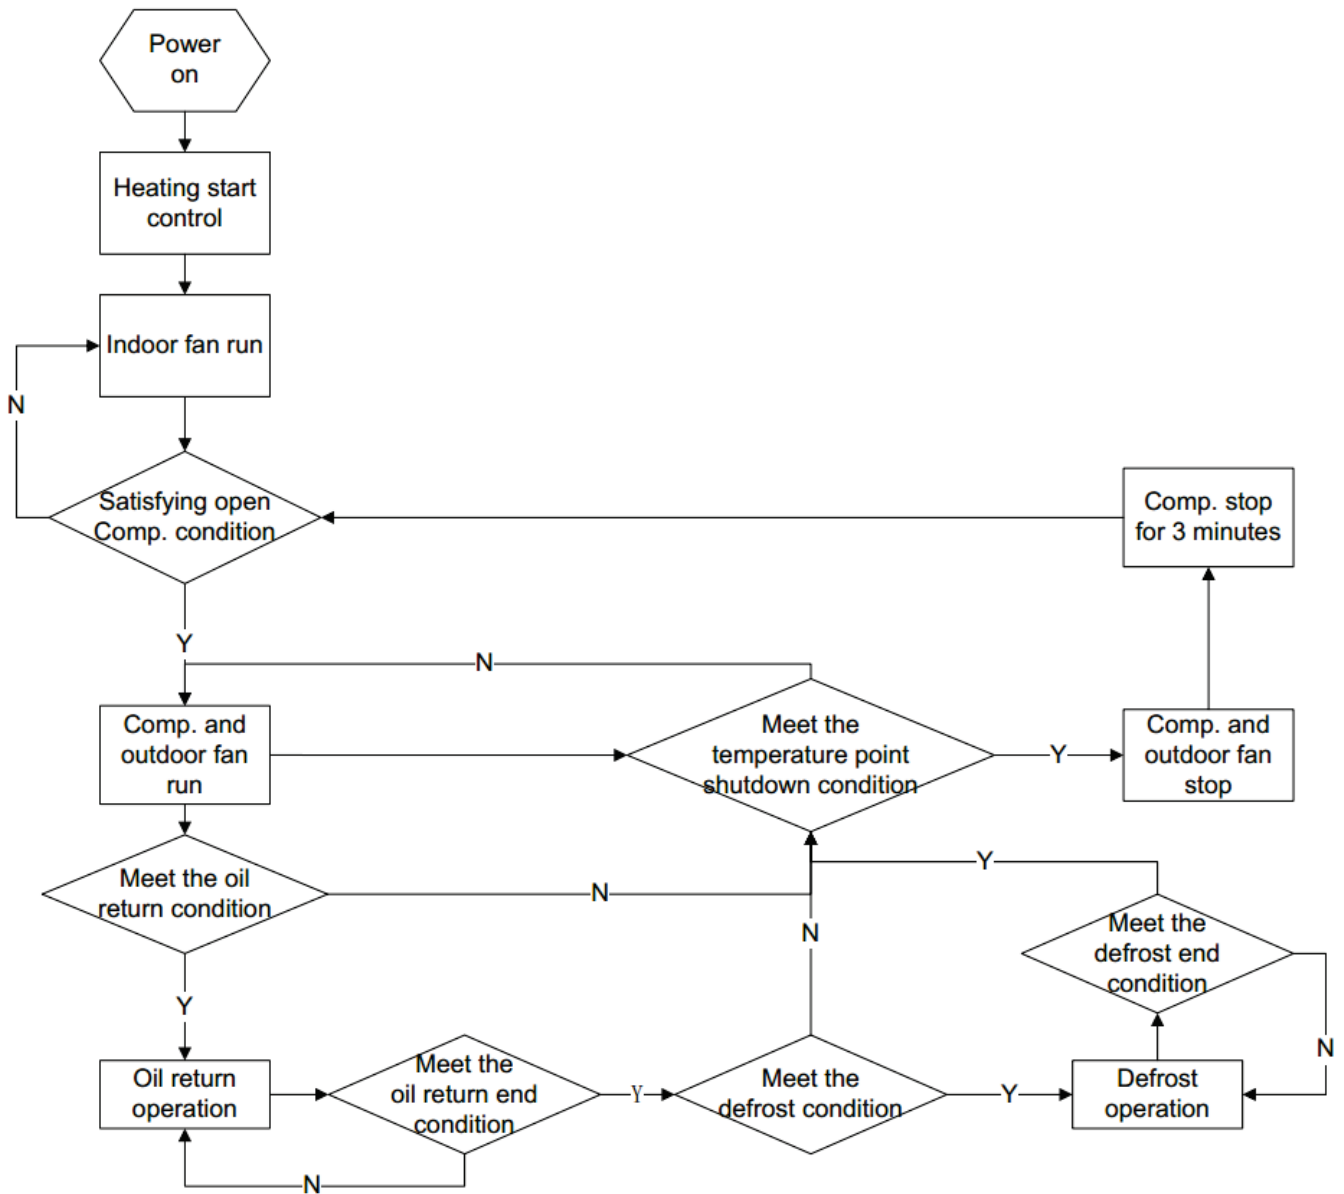 Power
on
Heating start
control
Indoor fan run
N
Satisfying open
Comp. condition
Comp. stop
for 3 minutes
Y
N
Comp. and
outdoor fan
run
Meet the
temperature point
shutdown condition
Y
Comp. and
outdoor fan
stop
Meet the oil
return condition
N
Y
N
Meet the
defrost end
condition
Y
N
Oil return
operation
Meet the
oil return end
condition
Y
Meet the
defrost condition
Y
Defrost
operation
N